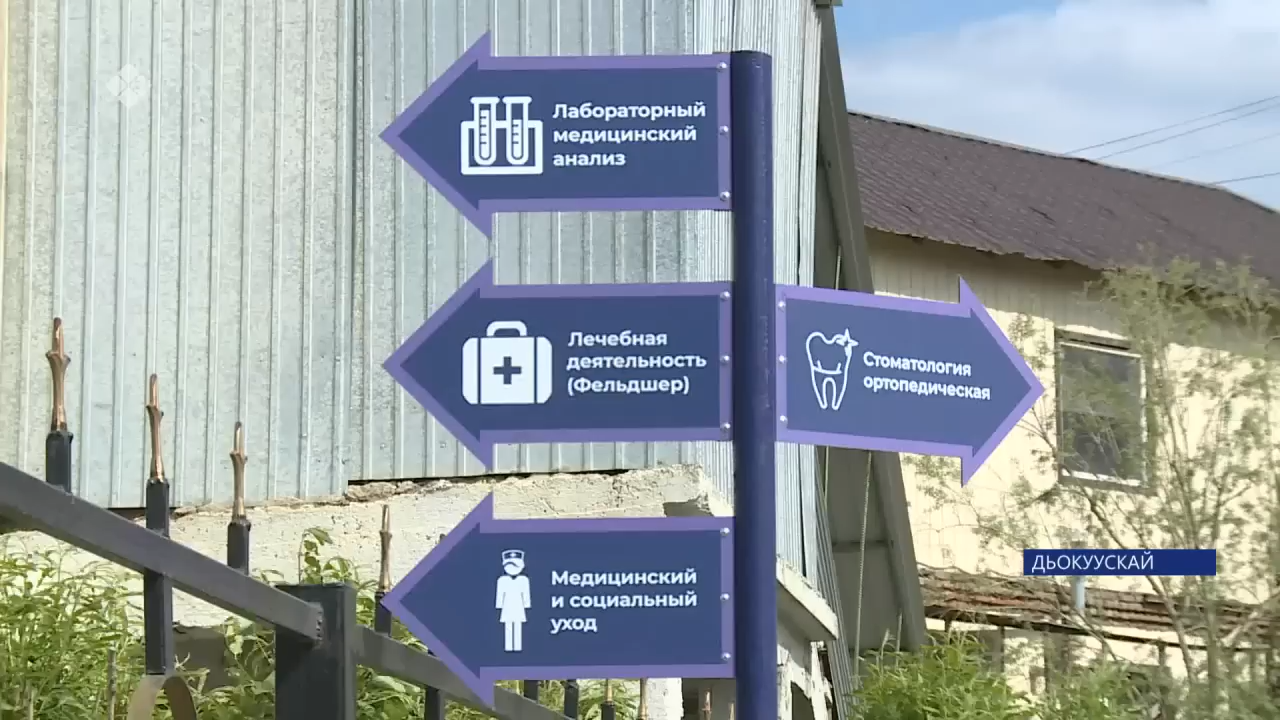 Лабораторный
медицинский
анализ
Лечебная
деятельность
(Фельдшер)
Стоматология
ортопедическая
Медицинский
и социальный
уход
ДЬОКУУСКАЙ